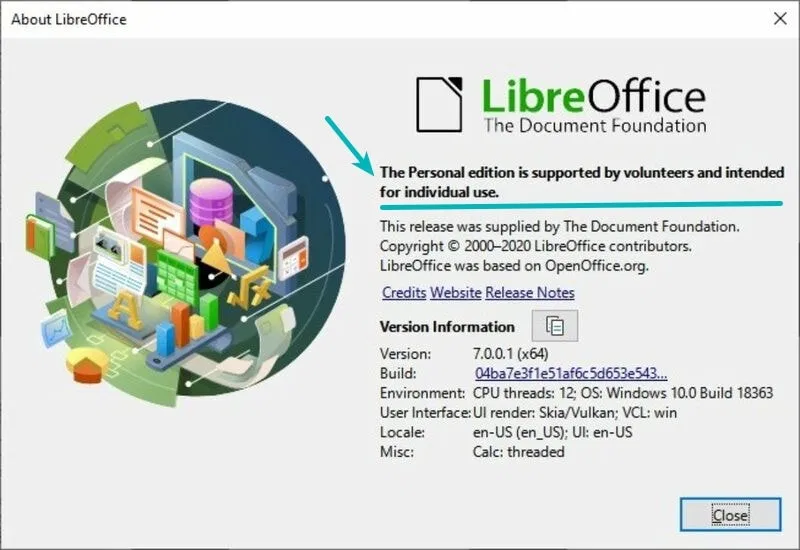 About LibreOffice
LibreOffice
The Document Foundation
The Personal edition is supported by volunteers and intended
for individual use.
This release was supplied by The Document Foundation.
Copyright © 2000–2020 LibreOffice contributors.
LibreOffice was based on OpenOffice.org.
Credits Website Release Notes
Version Information
Version: 7.0.0.1 (x64)
Build: 04ba7e3f1e51af6c5d653e543...
Environment: CPU threads: 12; OS: Windows 10.0 Build 18363
User Interface: UI render: Skia/Vulkan; VCL: win
Locale: en-US (en_US); UI: en-US
Misc: Calc: threaded
Close